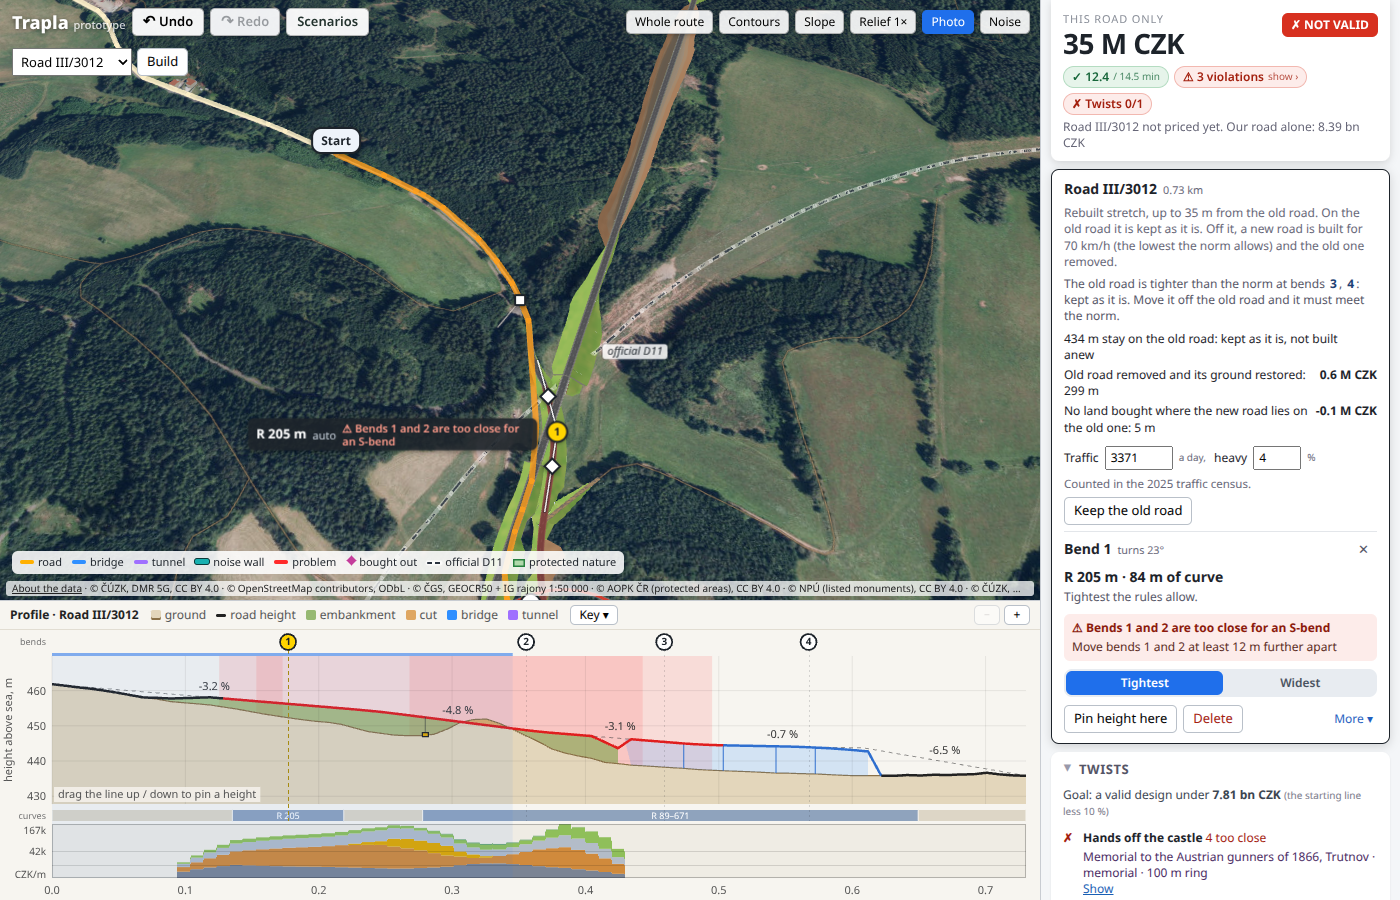 Trapla prototype
↶ Undo
↷ Redo
Scenarios
Whole route
Contours
Slope
Relief 1×
Photo
Noise
Road III/3012
Build
Start
official D11
R 205 m auto ⚠ Bends 1 and 2 are too close for
an S-bend
1
road
bridge
tunnel
noise wall
problem
bought out
official D11
protected nature
About the data · © ČÚZK, DMR 5G, CC BY 4.0 · © OpenStreetMap contributors, ODbL · © ČGS, GEOCR50 + IG rajony 1:50 000 · © AOPK ČR (protected areas), CC BY 4.0 · © NPÚ (listed monuments), CC BY 4.0 · © ČÚZK, ...
Profile · Road III/3012
ground
road height
embankment
cut
bridge
tunnel
Key ▾
−
+
bends
1
2
3
4
height above sea, m
460
450
440
430
-3.2 %
-4.8 %
-3.1 %
-0.7 %
-6.5 %
drag the line up / down to pin a height
curves
R 205
R 89–671
167k
42k
CZK/m
0.0
0.1
0.2
0.3
0.4
0.5
0.6
0.7
THIS ROAD ONLY
35 M CZK
✗ NOT VALID
✓ 12.4 / 14.5 min
⚠ 3 violations show ›
✗ Twists 0/1
Road III/3012 not priced yet. Our road alone: 8.39 bn
CZK
Road III/3012 0.73 km
Rebuilt stretch, up to 35 m from the old road. On the
old road it is kept as it is. Off it, a new road is built for
70 km/h (the lowest the norm allows) and the old one
removed.
The old road is tighter than the norm at bends 3, 4:
kept as it is. Move it off the old road and it must meet
the norm.
434 m stay on the old road: kept as it is, not built
anew
Old road removed and its ground restored: 0.6 M CZK
299 m
No land bought where the new road lies on -0.1 M CZK
the old one: 5 m
Traffic 3371 a day, heavy 4 %
Counted in the 2025 traffic census.
Keep the old road
Bend 1 turns 23°
✕
R 205 m · 84 m of curve
Tightest the rules allow.
⚠ Bends 1 and 2 are too close for an S-bend
Move bends 1 and 2 at least 12 m further apart
Tightest
Widest
Pin height here
Delete
More ▾
▼ TWISTS
Goal: a valid design under 7.81 bn CZK (the starting line
less 10 %)
✗ Hands off the castle 4 too close
Memorial to the Austrian gunners of 1866, Trutnov ·
memorial · 100 m ring
Show